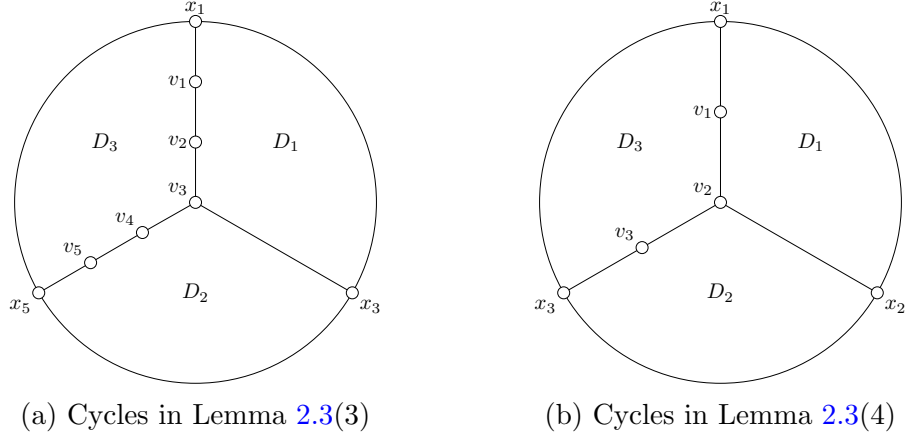 x₁
v₁
v₂
v₃
v₄
v₅
x₅
x₃
D₃
D₁
D₂
(a) Cycles in Lemma 2.3(3)
x₁
v₁
v₂
v₃
x₃
x₂
D₃
D₁
D₂
(b) Cycles in Lemma 2.3(4)